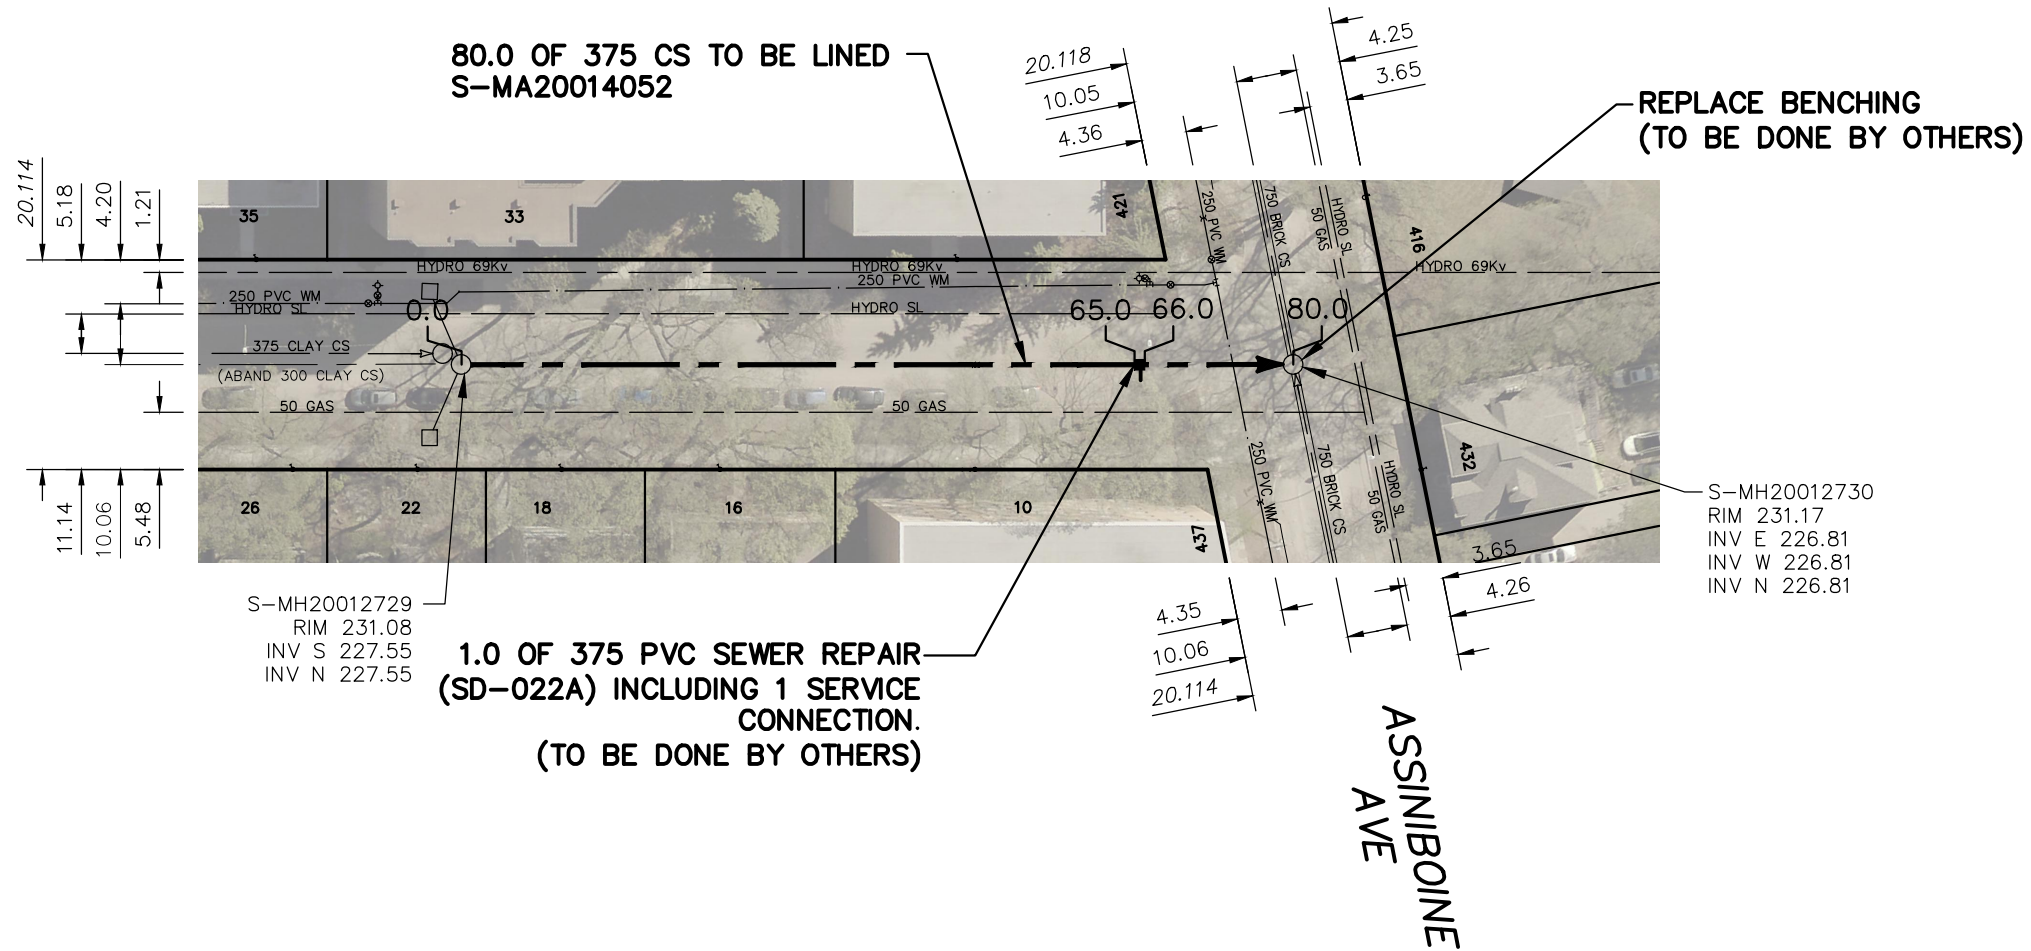 80.0 OF 375 CS TO BE LINED
S-MA20014052
20.118
10.05
4.36
4.25
3.65
REPLACE BENCHING
(TO BE DONE BY OTHERS)
20.114
5.18
4.20
1.21
35
33
421
250 PVC WM
750 BRICK CS
HYDRO SL
50 GAS
416
HYDRO 69Kv
HYDRO 69Kv
HYDRO 69Kv
250 PVC WM
250 PVC WM
HYDRO SL
HYDRO SL
0.0
65.0
66.0
80.0
375 CLAY CS
(ABAND 300 CLAY CS)
50 GAS
50 GAS
26
22
18
16
10
437
250 PVC WM
750 BRICK CS
HYDRO SL
50 GAS
432
11.14
10.06
5.48
S-MH20012730
RIM 231.17
INV E 226.81
INV W 226.81
INV N 226.81
3.65
4.26
S-MH20012729
RIM 231.08
INV S 227.55
INV N 227.55
4.35
10.06
20.114
1.0 OF 375 PVC SEWER REPAIR
(SD-022A) INCLUDING 1 SERVICE
CONNECTION.
(TO BE DONE BY OTHERS)
ASSINIBOINE
AVE